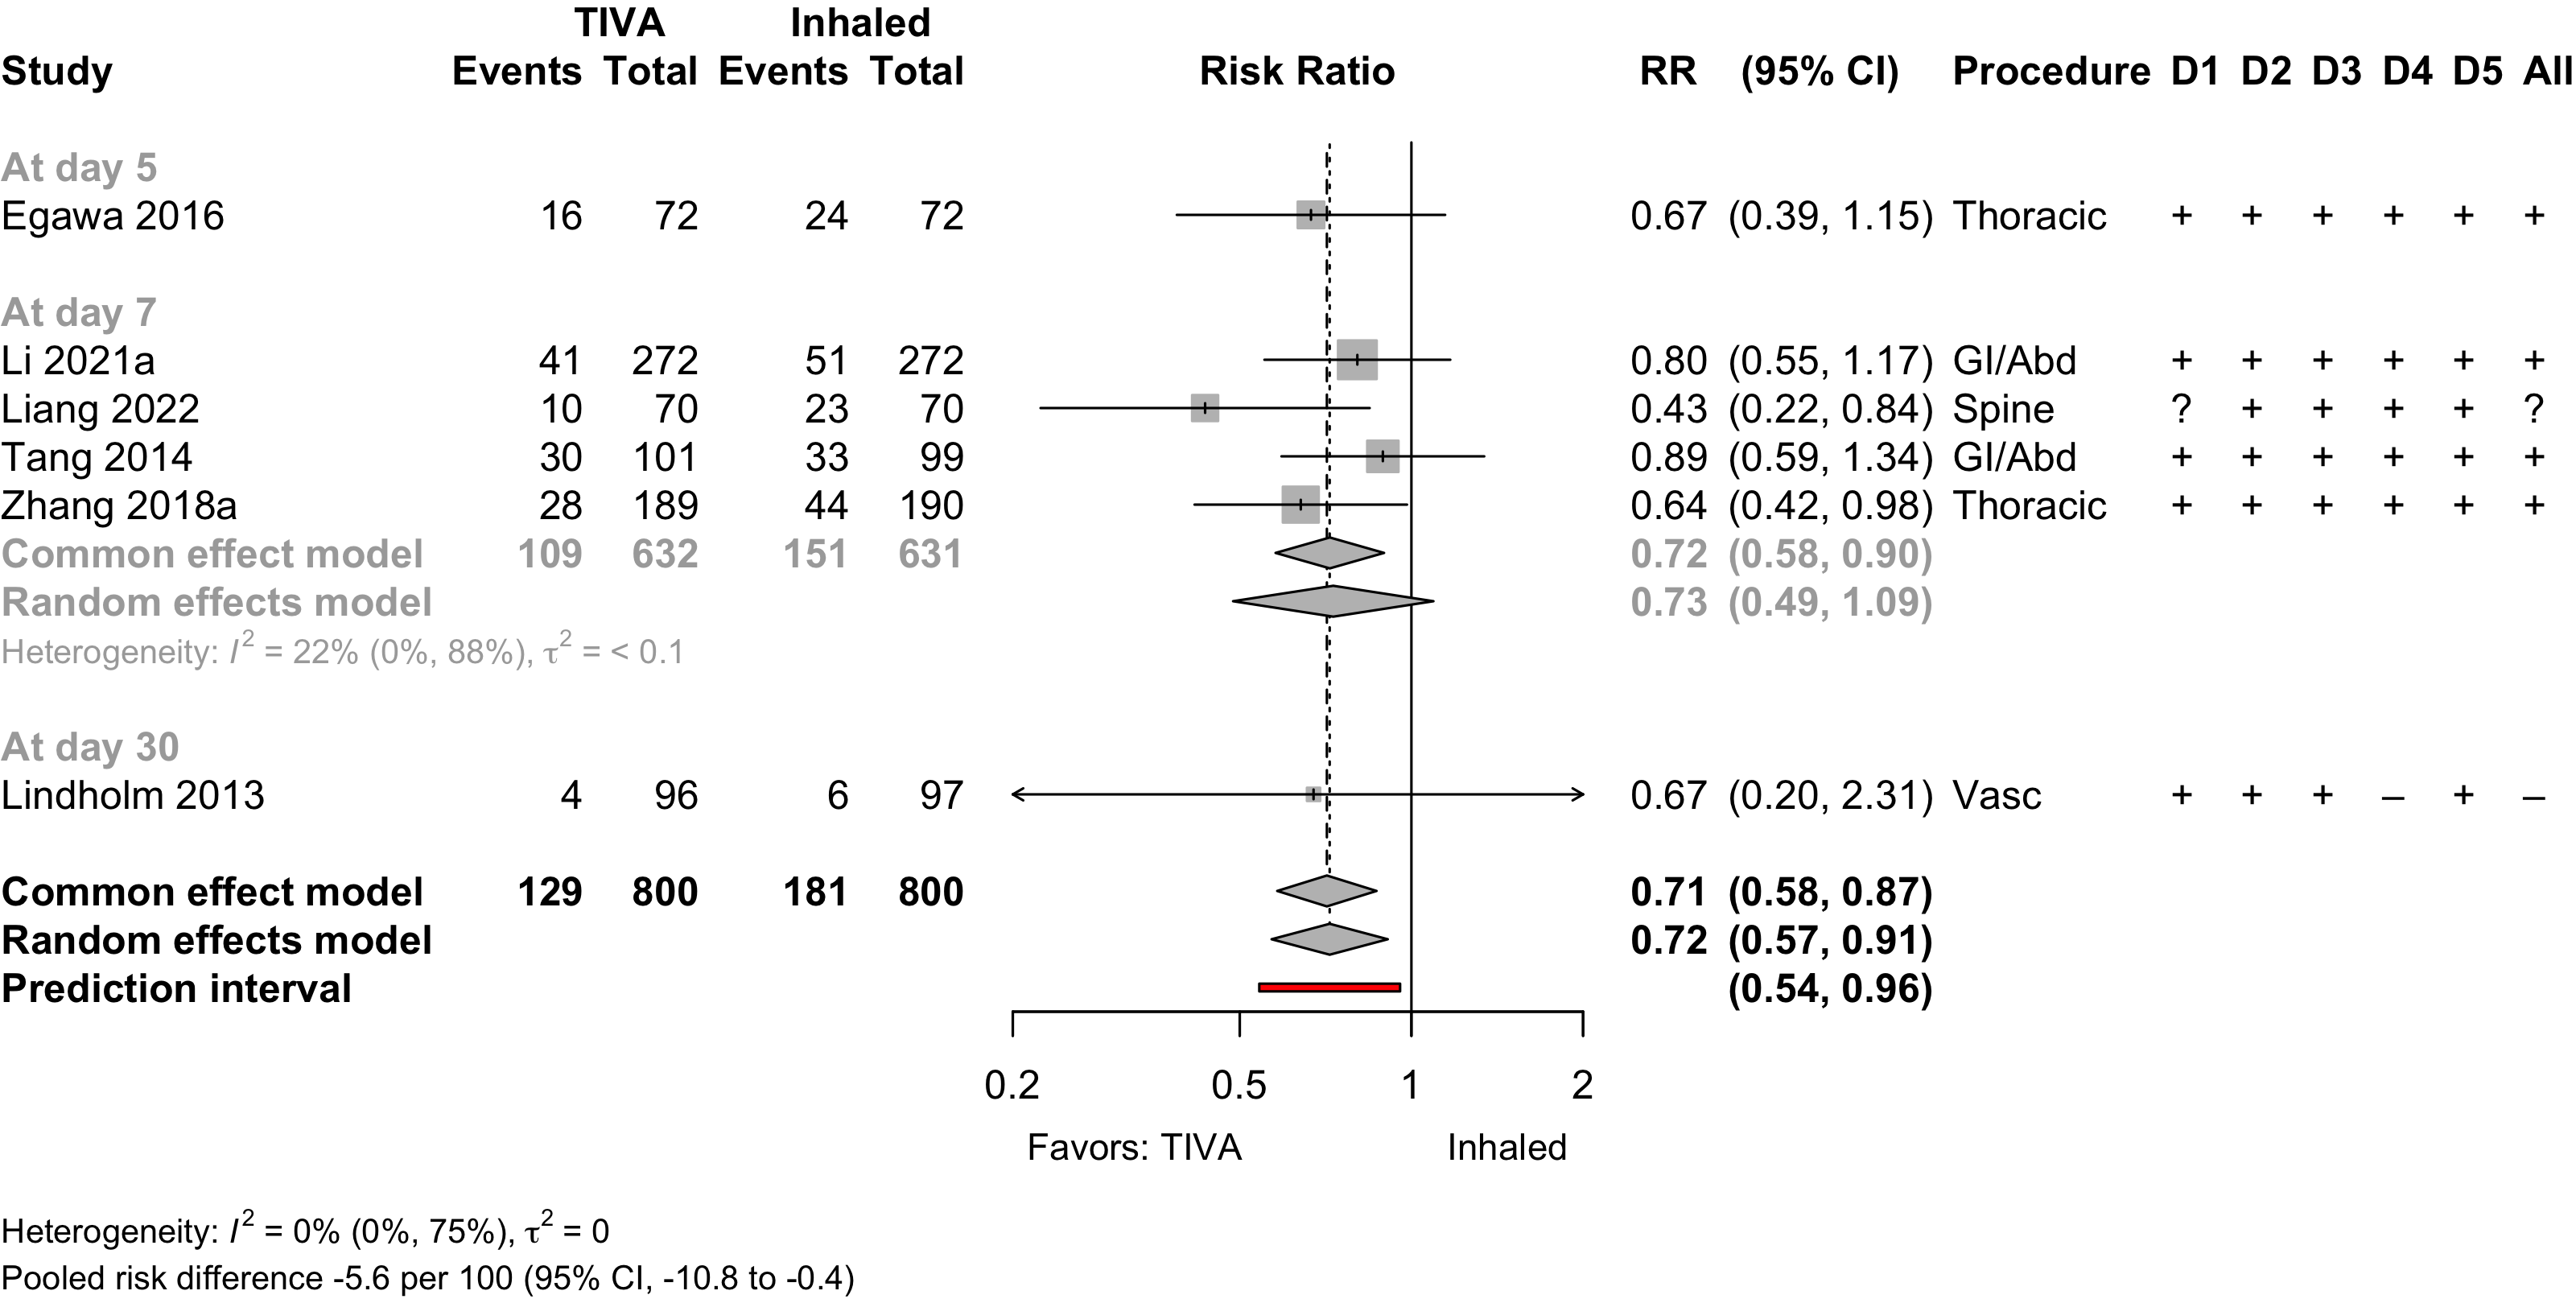 TIVA Inhaled
Study Events Total Events Total Risk Ratio RR (95% CI) Procedure D1 D2 D3 D4 D5 All
At day 5
Egawa 2016 16 72 24 72 0.67 (0.39, 1.15) Thoracic + + + + + +
At day 7
Li 2021a 41 272 51 272 0.80 (0.55, 1.17) GI/Abd + + + + + +
Liang 2022 10 70 23 70 0.43 (0.22, 0.84) Spine ? + + + + ?
Tang 2014 30 101 33 99 0.89 (0.59, 1.34) GI/Abd + + + + + +
Zhang 2018a 28 189 44 190 0.64 (0.42, 0.98) Thoracic + + + + + +
Common effect model 109 632 151 631 0.72 (0.58, 0.90)
Random effects model 0.73 (0.49, 1.09)
Heterogeneity: I² = 22% (0%, 88%), τ² = < 0.1
At day 30
Lindholm 2013 4 96 6 97 0.67 (0.20, 2.31) Vasc + + + – + –
Common effect model 129 800 181 800 0.71 (0.58, 0.87)
Random effects model 0.72 (0.57, 0.91)
Prediction interval (0.54, 0.96)
0.2 0.5 1 2
Favors: TIVA Inhaled
Heterogeneity: I² = 0% (0%, 75%), τ² = 0
Pooled risk difference -5.6 per 100 (95% CI, -10.8 to -0.4)